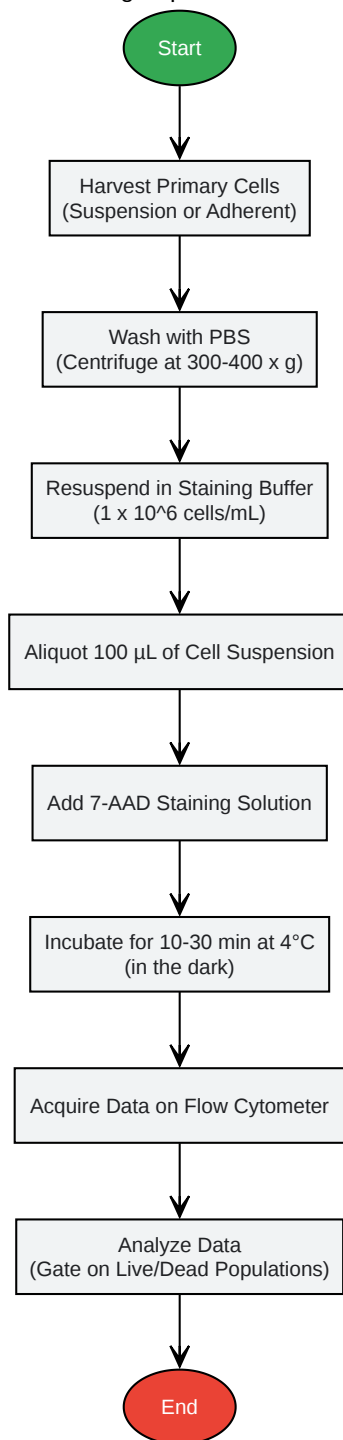 Start
Harvest Primary Cells
(Suspension or Adherent)
Wash with PBS
(Centrifuge at 300-400 x g)
Resuspend in Staining Buffer
(1 x 10^6 cells/mL)
Aliquot 100 µL of Cell Suspension
Add 7-AAD Staining Solution
Incubate for 10-30 min at 4°C
(in the dark)
Acquire Data on Flow Cytometer
Analyze Data
(Gate on Live/Dead Populations)
End